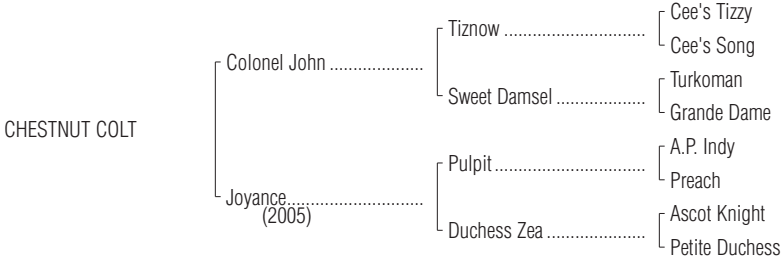 Cee's Tizzy
Tiznow ..............................
Cee's Song
Colonel John ....................
Turkoman
Sweet Damsel ...................
Grande Dame
CHESTNUT COLT
A.P. Indy
Pulpit ................................
Preach
Joyance.............................
(2005)
Ascot Knight
Duchess Zea .....................
Petite Duchess